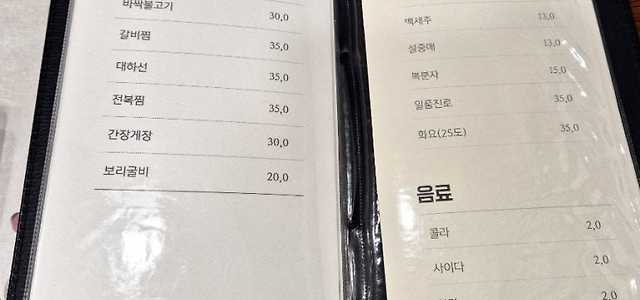 바싹불고기 30,0
갈비찜 35,0
대하선 35,0
전복찜 35,0
간장게장 30,0
보리굴비 20,0
백세주 13,0
설중매 13,0
복분자 15,0
일품진로 35,0
화요(25도) 35,0
음료
콜라 2,0
사이다 2,0
2,0